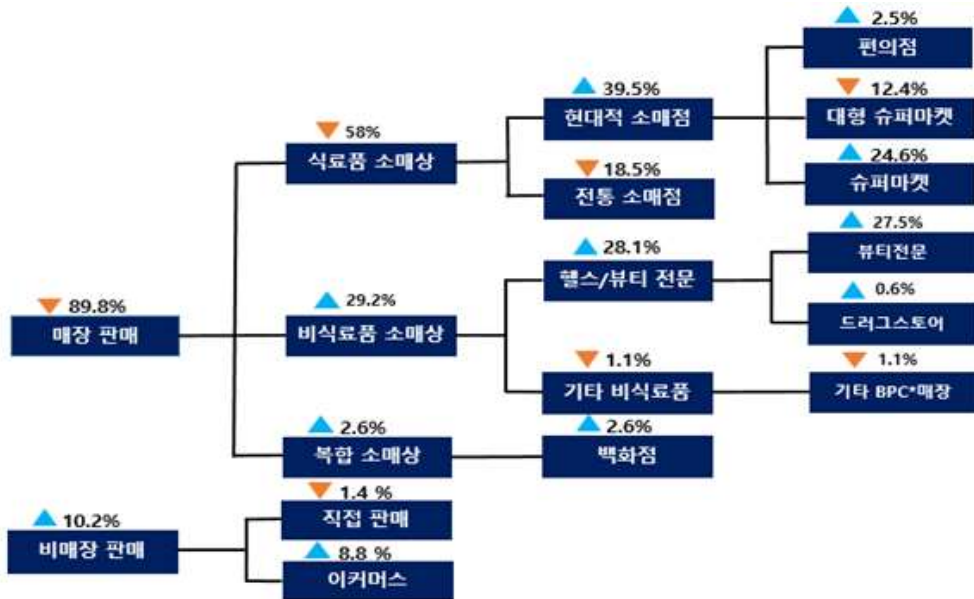 ▼ 89.8%
매장 판매
▼ 58%
식료품 소매상
▲ 39.5%
현대적 소매점
▲ 2.5%
편의점
▼ 12.4%
대형 슈퍼마켓
▲ 24.6%
슈퍼마켓
▼ 18.5%
전통 소매점
▲ 29.2%
비식료품 소매상
▲ 28.1%
헬스/뷰티 전문
▲ 27.5%
뷰티전문
▲ 0.6%
드러그스토어
▼ 1.1%
기타 비식료품
▼ 1.1%
기타 BPC*매장
▲ 2.6%
복합 소매상
▲ 2.6%
백화점
▲ 10.2%
비매장 판매
▼ 1.4 %
직접 판매
▲ 8.8 %
이커머스